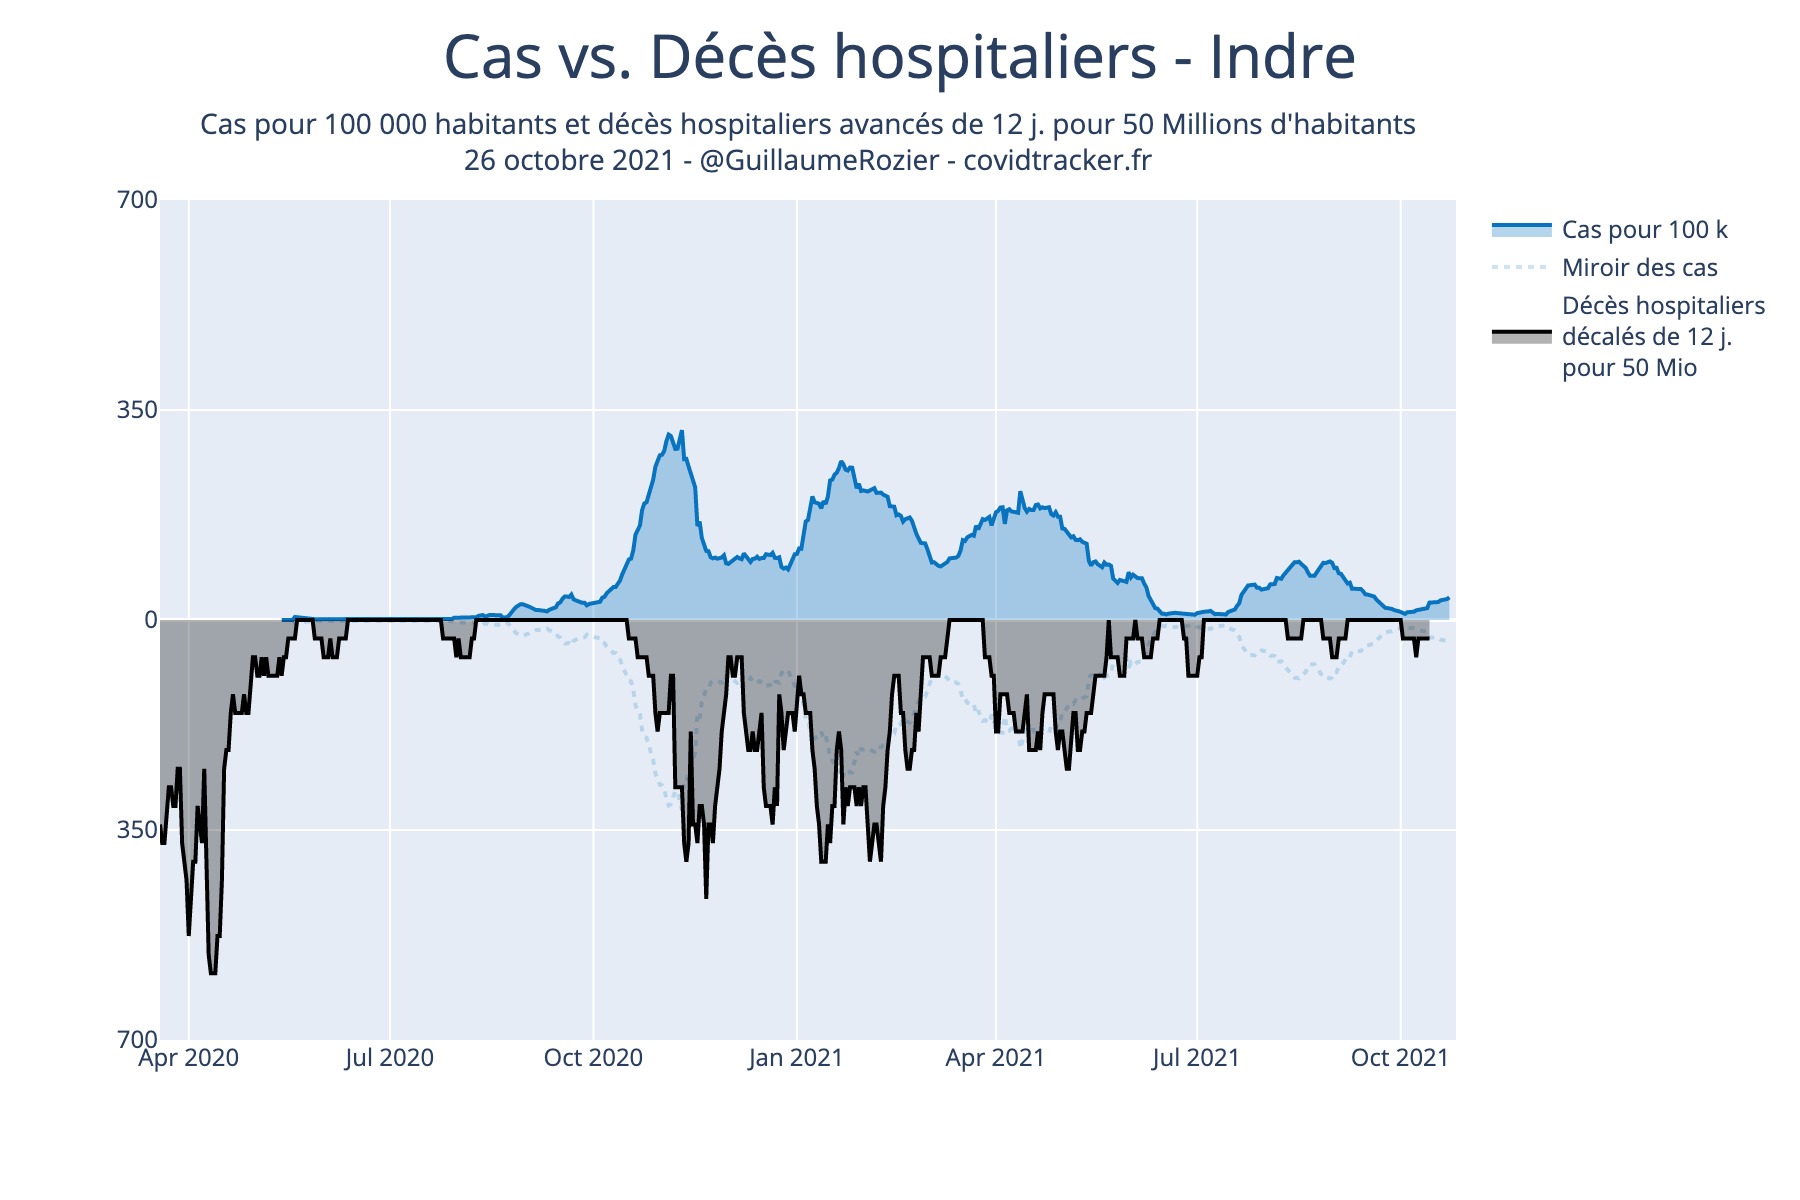 Cas vs. Décès hospitaliers - Indre
Cas pour 100 000 habitants et décès hospitaliers avancés de 12 j. pour 50 Millions d'habitants
26 octobre 2021 - @GuillaumeRozier - covidtracker.fr
700
350
0
350
700
Apr 2020
Jul 2020
Oct 2020
Jan 2021
Apr 2021
Jul 2021
Oct 2021
Cas pour 100 k
Miroir des cas
Décès hospitaliers
décalés de 12 j.
pour 50 Mio